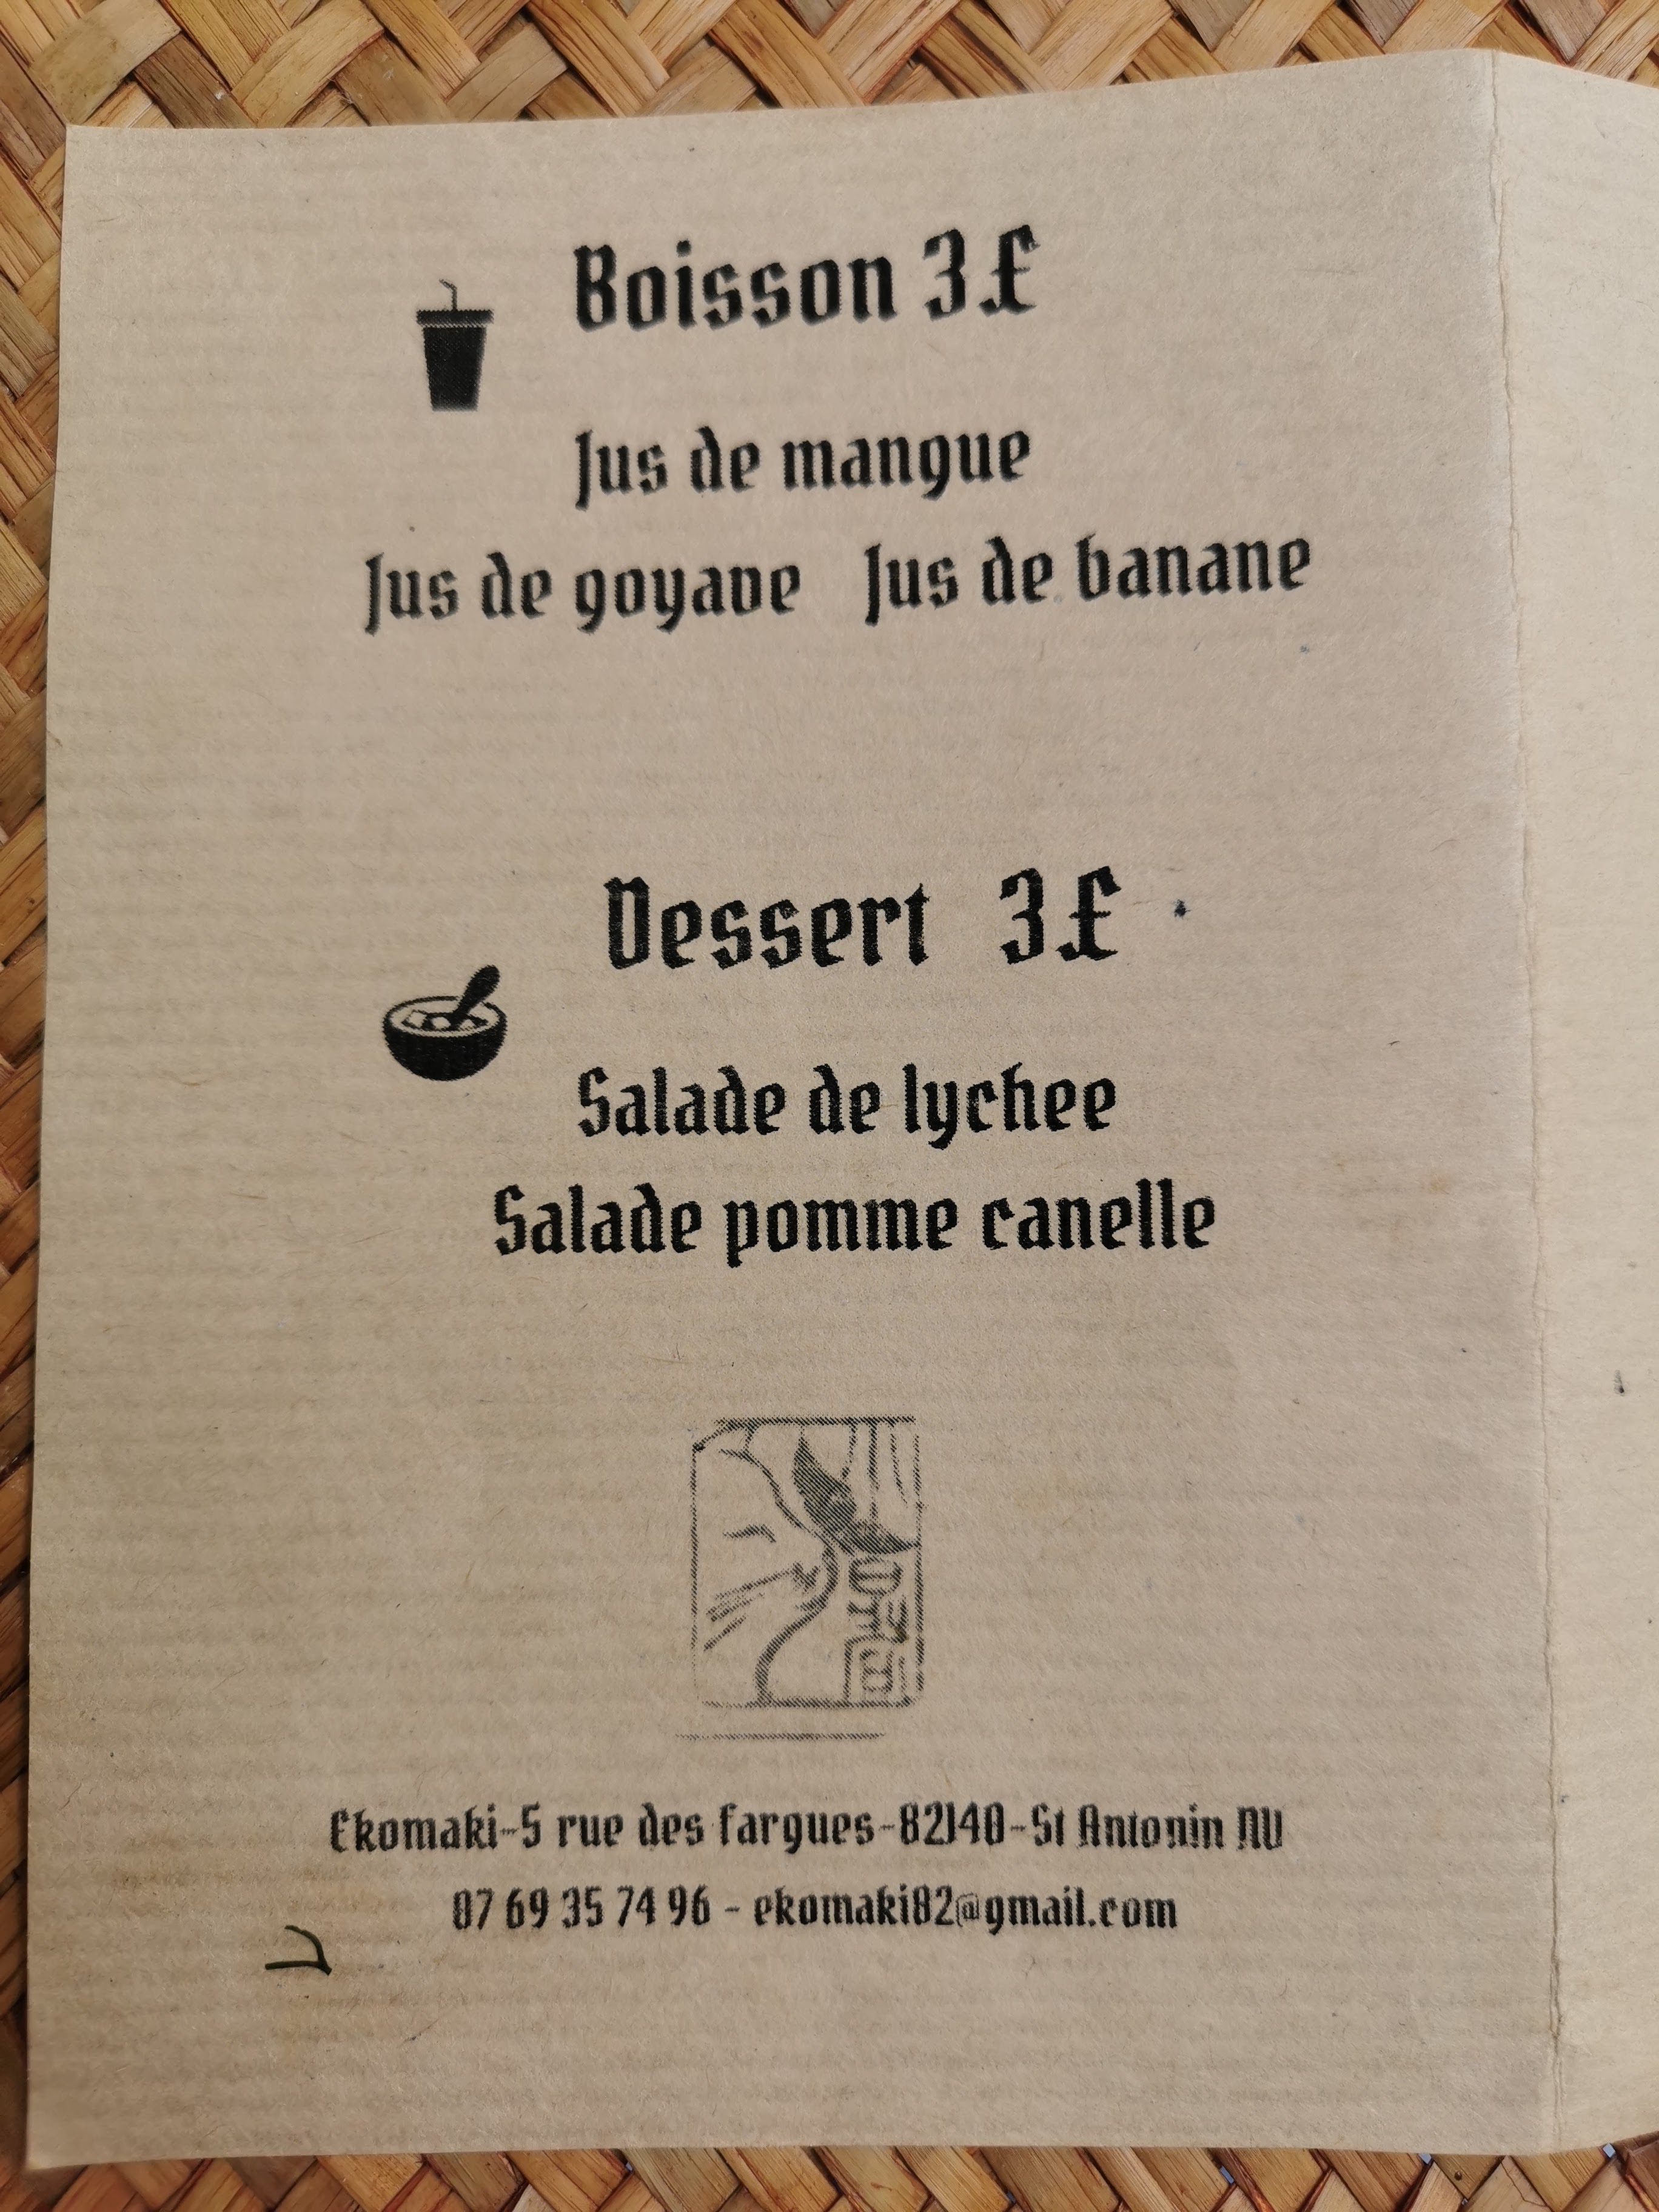 Boisson 3£
Jus de mangue
Jus de goyave Jus de banane
Dessert 3£
Salade de lychee
Salade pomme canelle
Ekomaki-5 rue des fargues-82140-St Antonin NV
07 69 35 74 96 - ekomaki82@gmail.com